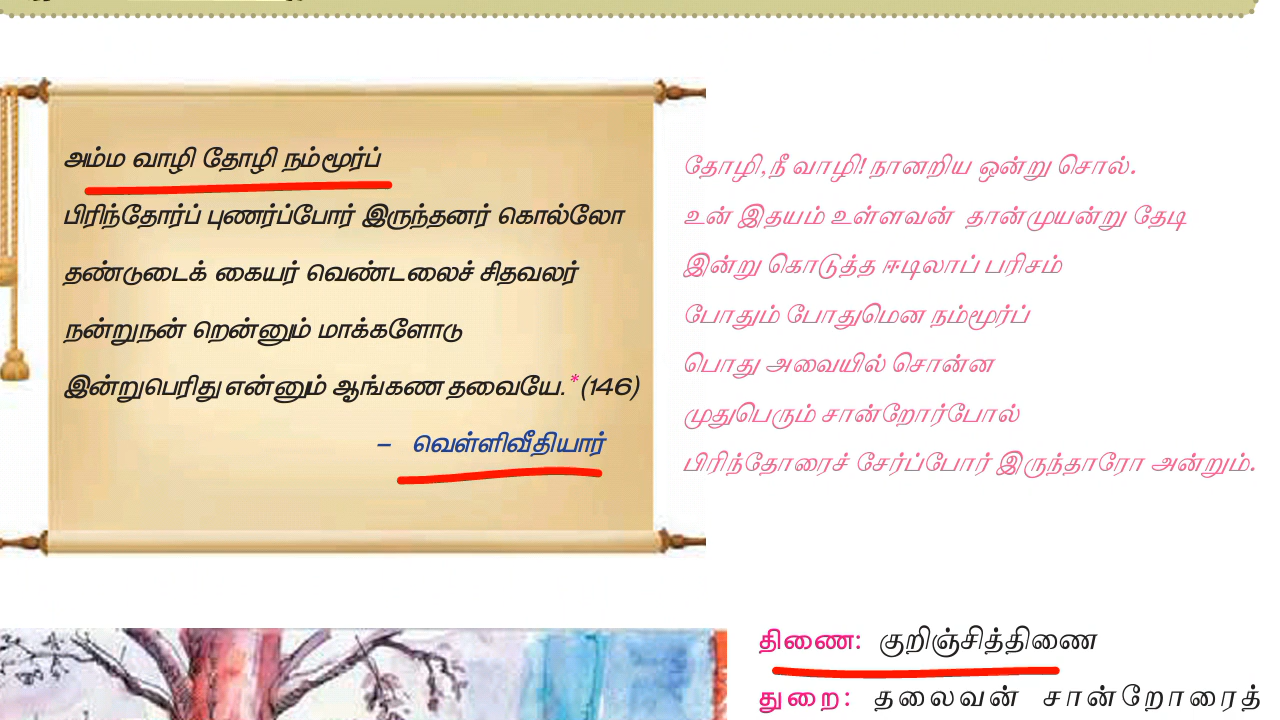 அம்ம வாழி தோழி நம்மூர்ப்
பிரிந்தோர்ப் புணர்ப்போர் இருந்தனர் கொல்லோ
தண்டுடைக் கையர் வெண்டலைச் சிதவலர்
நன்றுநன் றென்னும் மாக்களோடு
இன்றுபெரிது என்னும் ஆங்கண தவையே.*(146)
– வெள்ளிவீதியார்
தோழி,நீ வாழி! நானறிய ஒன்று சொல்.
உன் இதயம் உள்ளவன் தான்முயன்று தேடி
இன்று கொடுத்த ஈடிலாப் பரிசம்
போதும் போதுமென நம்மூர்ப்
பொது அவையில் சொன்ன
முதுபெரும் சான்றோர்போல்
பிரிந்தோரைச் சேர்ப்போர் இருந்தாரோ அன்றும்.
திணை: குறிஞ்சித்திணை
துறை: தலைவன் சான்றோரைத்